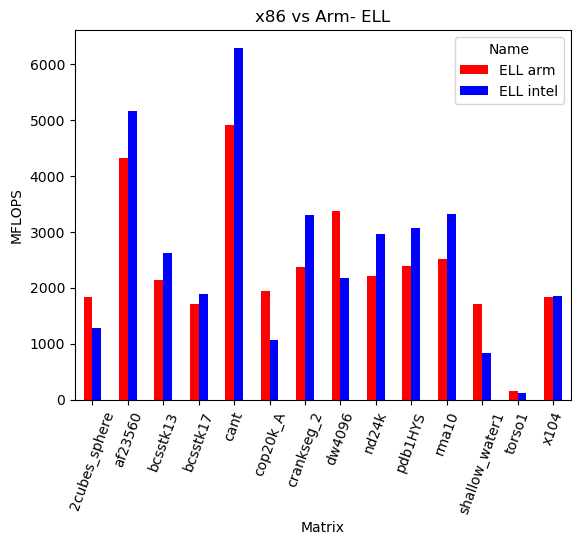 x86 vs Arm- ELL
Name
ELL arm
ELL intel
MFLOPS
6000
5000
4000
3000
2000
1000
0
2cubes_sphere
af23560
bcsstk13
bcsstk17
cant
cop20k_A
crankseg_2
dw4096
nd24k
pdb1HYS
rma10
shallow_water1
torso1
x104
Matrix